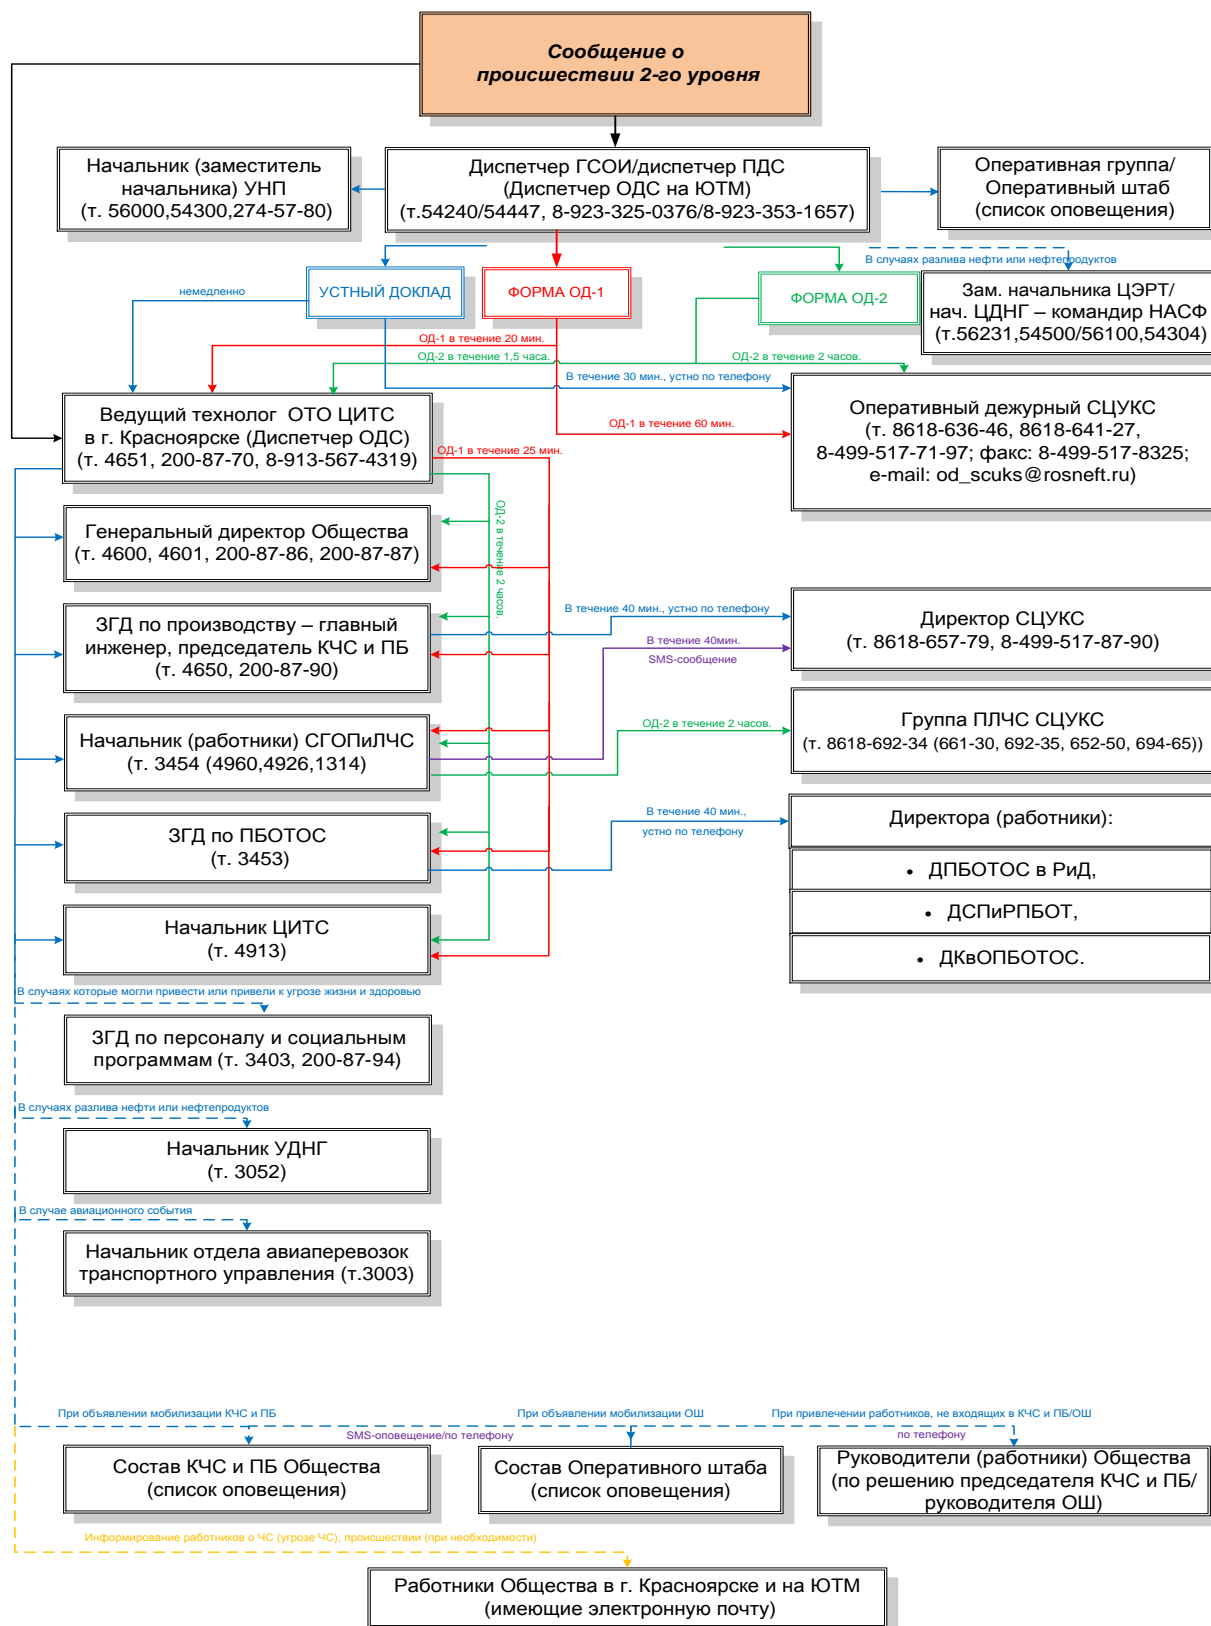 Сообщение о
происшествии 2-го уровня
Начальник (заместитель
начальника) УНП
(т. 56000,54300,274-57-80)
Диспетчер ГСОИ/диспетчер ПДС
(Диспетчер ОДС на ЮТМ)
(т.54240/54447, 8-923-325-0376/8-923-353-1657)
Оперативная группа/
Оперативный штаб
(список оповещения)
В случаях разлива нефти или нефтепродуктов
немедленно
УСТНЫЙ ДОКЛАД
ФОРМА ОД-1
ФОРМА ОД-2
Зам. начальника ЦЭРТ/
нач. ЦДНГ – командир НАСФ
(т.56231,54500/56100,54304)
ОД-1 в течение 20 мин.
ОД-2 в течение 1,5 часа.
ОД-2 в течение 2 часов.
В течение 30 мин., устно по телефону
Ведущий технолог ОТО ЦИТС
в г. Красноярске (Диспетчер ОДС)
(т. 4651, 200-87-70, 8-913-567-4319)
ОД-1 в течение 60 мин.
ОД-1 в течение 25 мин.
Оперативный дежурный СЦУКС
(т. 8618-636-46, 8618-641-27,
8-499-517-71-97; факс: 8-499-517-8325;
e-mail: od_scuks@rosneft.ru)
ОД-2 в течение 2 часов.
Генеральный директор Общества
(т. 4600, 4601, 200-87-86, 200-87-87)
ЗГД по производству – главный
инженер, председатель КЧС и ПБ
(т. 4650, 200-87-90)
В течение 40 мин., устно по телефону
В течение 40мин.
SMS-сообщение
Директор СЦУКС
(т. 8618-657-79, 8-499-517-87-90)
Начальник (работники) СГОПиЛЧС
(т. 3454 (4960,4926,1314)
ОД-2 в течение 2 часов.
Группа ПЛЧС СЦУКС
(т. 8618-692-34 (661-30, 692-35, 652-50, 694-65))
ЗГД по ПБОТОС
(т. 3453)
В течение 40 мин.,
устно по телефону
Директора (работники):
• ДПБОТОС в РиД,
• ДСПиРПБОТ,
• ДКвОПБОТОС.
Начальник ЦИТС
(т. 4913)
В случаях которые могли привести или привели к угрозе жизни и здоровью
ЗГД по персоналу и социальным
программам (т. 3403, 200-87-94)
В случаях разлива нефти или нефтепродуктов
Начальник УДНГ
(т. 3052)
В случае авиационного события
Начальник отдела авиаперевозок
транспортного управления (т.3003)
При объявлении мобилизации КЧС и ПБ
При объявлении мобилизации ОШ
При привлечении работников, не входящих в КЧС и ПБ/ОШ
SMS-оповещение/по телефону
по телефону
Состав КЧС и ПБ Общества
(список оповещения)
Состав Оперативного штаба
(список оповещения)
Руководители (работники) Общества
(по решению председателя КЧС и ПБ/
руководителя ОШ)
Информирование работников о ЧС (угрозе ЧС), происшествии (при необходимости)
Работники Общества в г. Красноярске и на ЮТМ
(имеющие электронную почту)